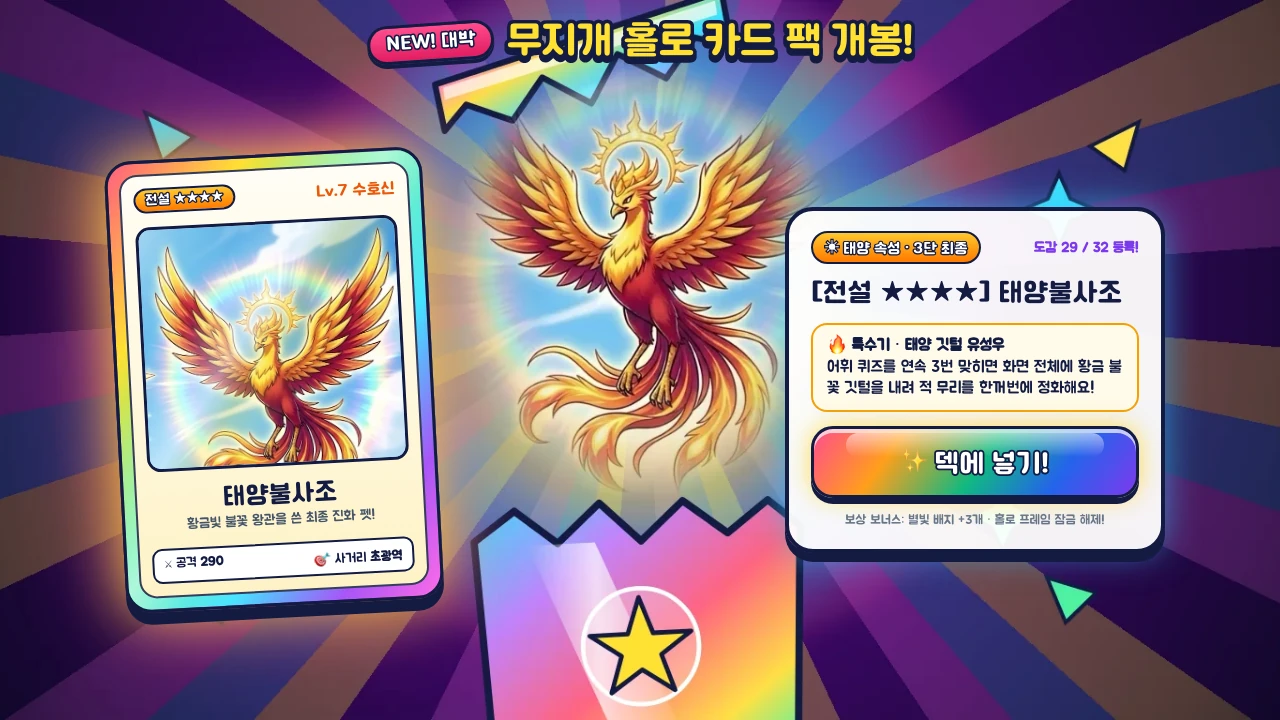 NEW! 대박
무지개 홀로 카드 팩 개봉!
전설 ★★★★
Lv.7 수호신
태양불사조
황금빛 불꽃 왕관을 쓴 최종 진화 펫!
⚔ 공격 290
🎯 사거리 초광역
☀ 태양 속성 · 3단 최종
도감 29 / 32 등록!
[전설 ★★★★] 태양불사조
🔥 특수기 · 태양 깃털 유성우
어휘 퀴즈를 연속 3번 맞히면 화면 전체에 황금 불
꽃 깃털을 내려 적 무리를 한꺼번에 정화해요!
✨ 덱에 넣기!
보상 보너스: 별빛 배지 +3개 · 홀로 프레임 잠금 해제!